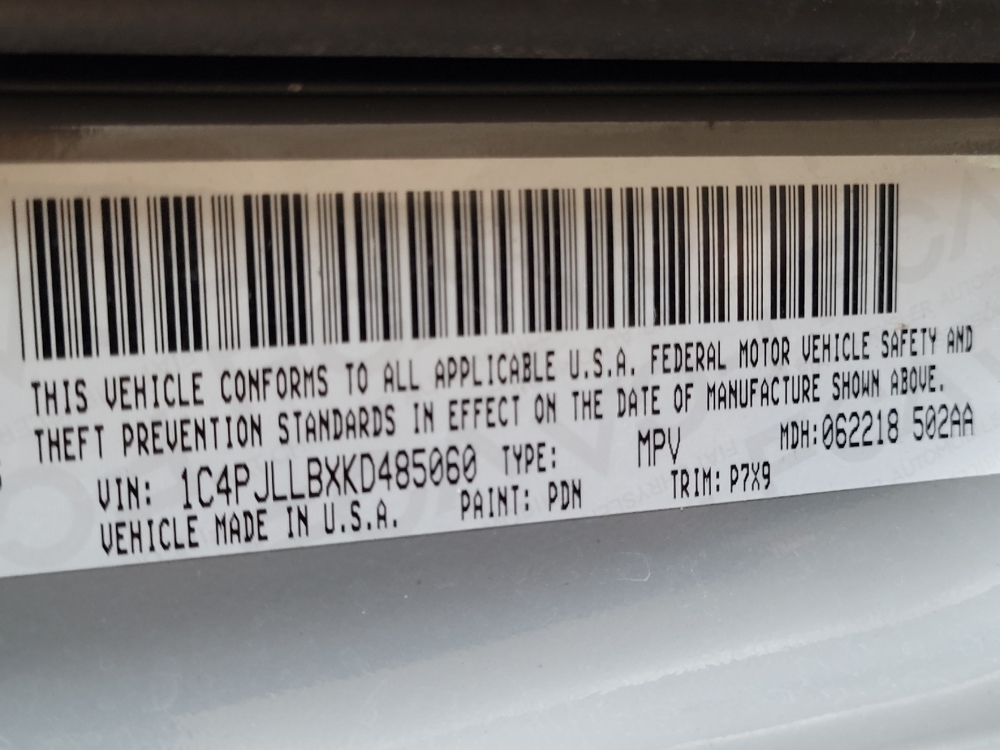 THIS VEHICLE CONFORMS TO ALL APPLICABLE U.S.A. FEDERAL MOTOR VEHICLE SAFETY AND
THEFT PREVENTION STANDARDS IN EFFECT ON THE DATE OF MANUFACTURE SHOWN ABOVE.
VIN: 1C4PJLLBXKD485060 TYPE: MPV MDH:062218 502AA
VEHICLE MADE IN U.S.A. PAINT: PDN TRIM: P7X9